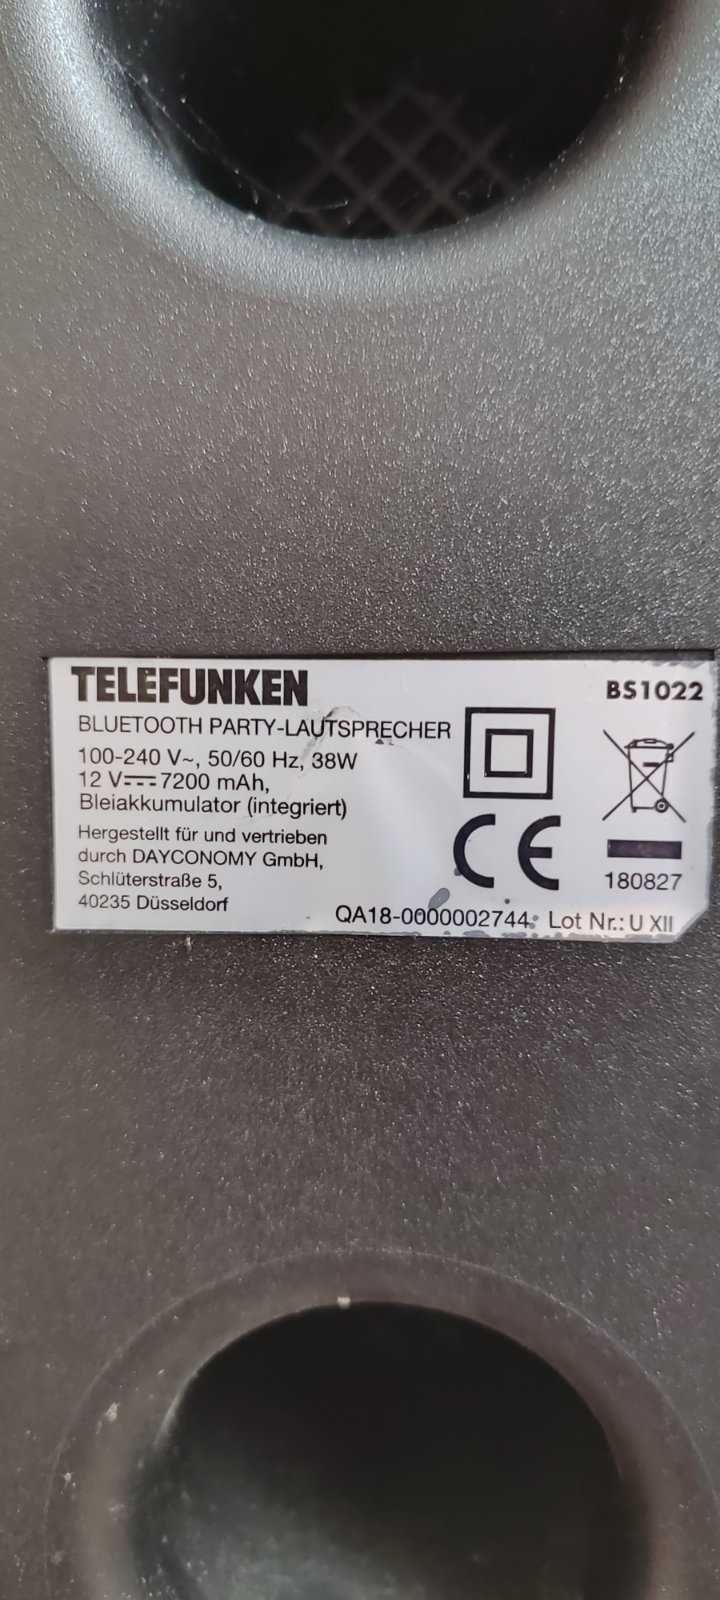 TELEFUNKEN
BS1022
BLUETOOTH PARTY-LAUTSPRECHER
100-240 V~, 50/60 Hz, 38W
12 V⎓7200 mAh,
Bleiakkumulator (integriert)
Hergestellt für und vertrieben
durch DAYCONOMY GmbH,
Schlüterstraße 5,
40235 Düsseldorf
CE
180827
QA18-0000002744
Lot Nr.: U XII